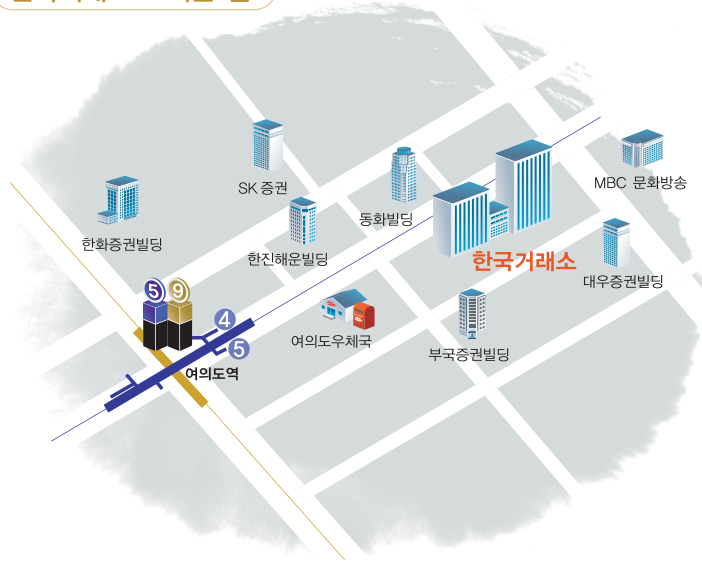 SK 증권
MBC 문화방송
동화빌딩
한화증권빌딩
한진해운빌딩
한국거래소
대우증권빌딩
5 9
4
여의도우체국
5
부국증권빌딩
여의도역